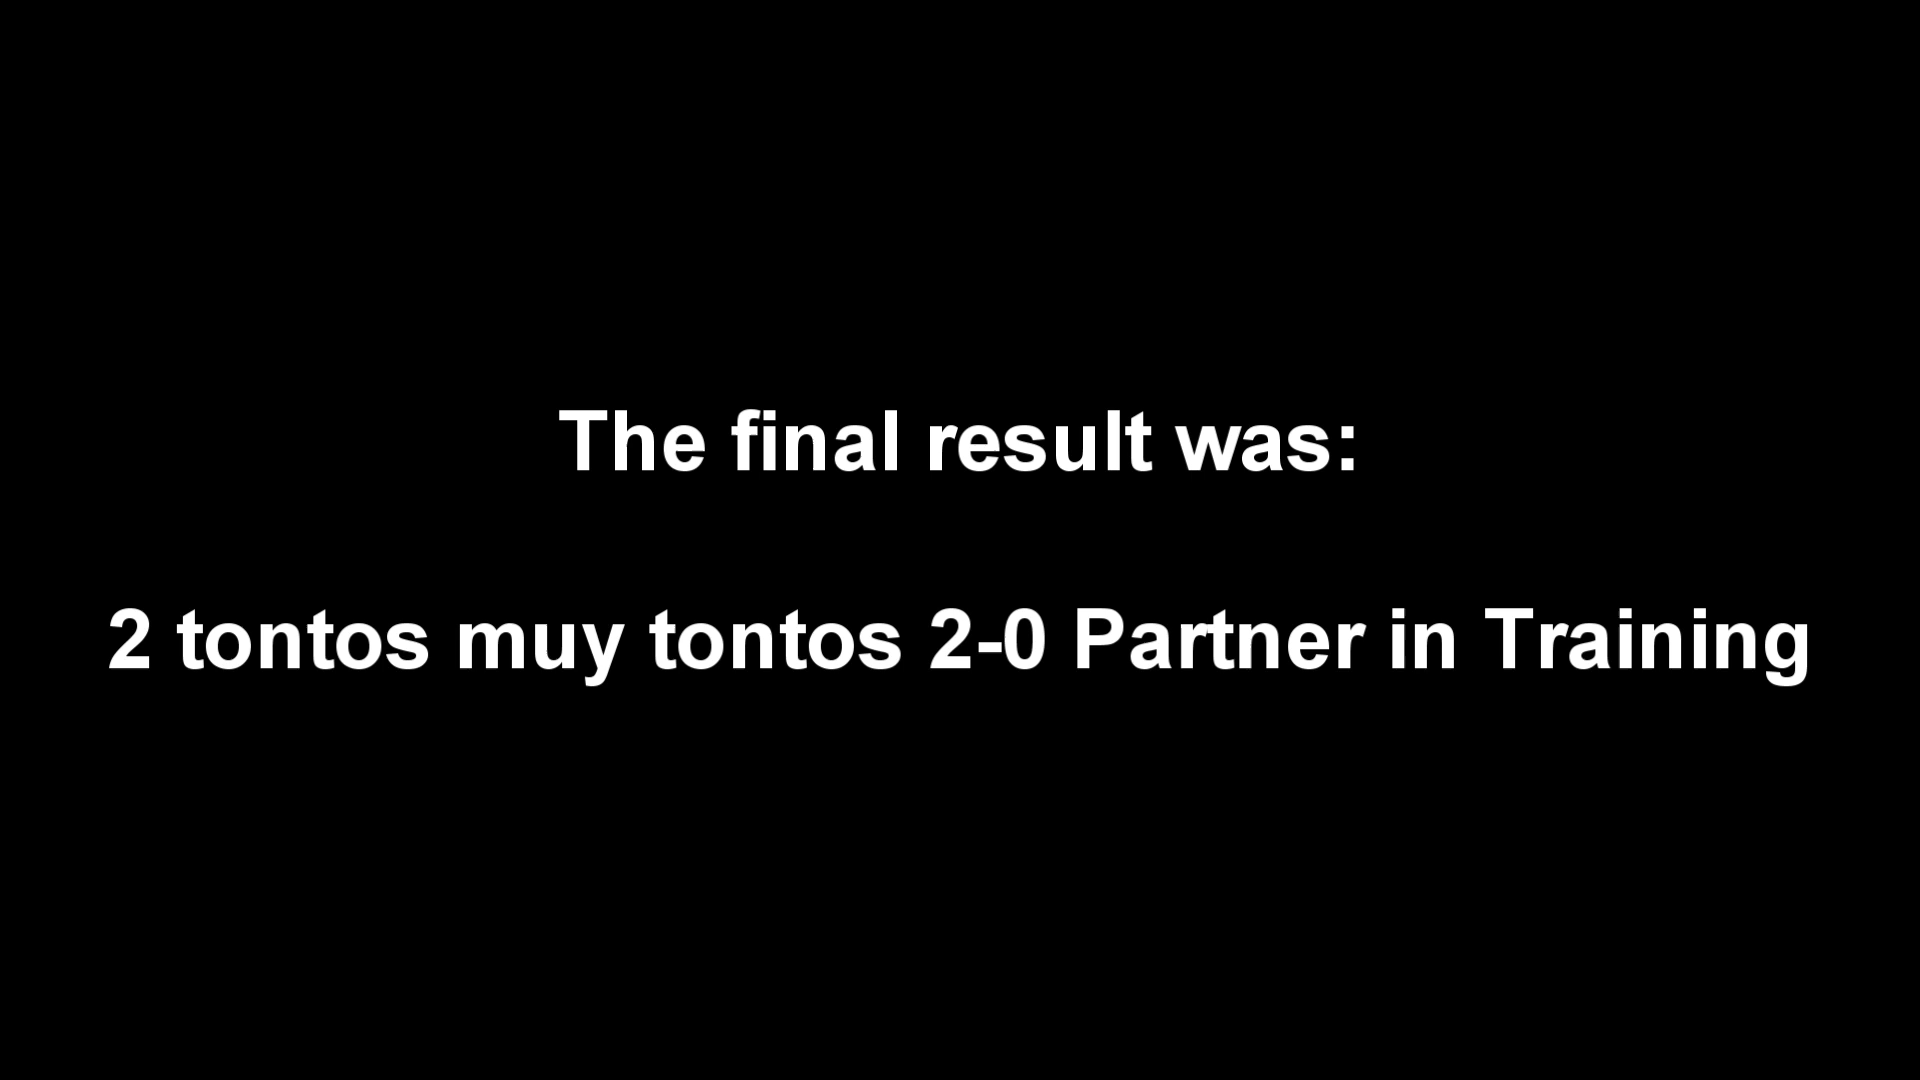 The final result was:
2 tontos muy tontos 2-0 Partner in Training